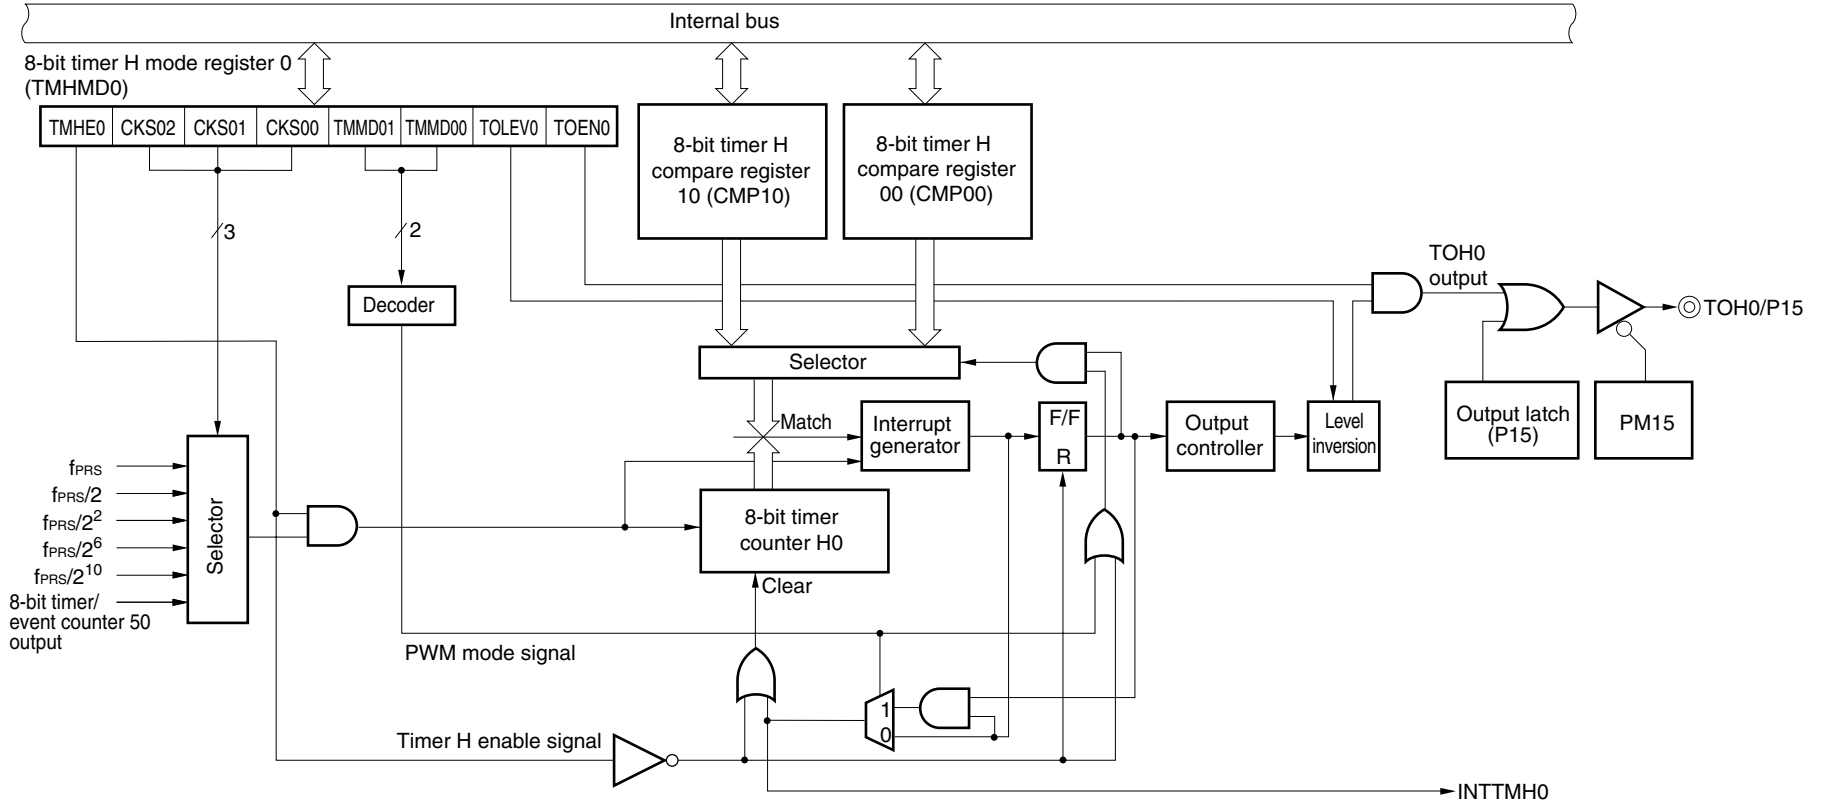 Internal bus
8-bit timer H mode register 0
(TMHMD0)
TMHE0 CKS02 CKS01 CKS00 TMMD01 TMMD00 TOLEV0 TOEN0
8-bit timer H
compare register
10 (CMP10)
8-bit timer H
compare register
00 (CMP00)
3
2
Decoder
TOH0
output
TOH0/P15
Selector
Match
Interrupt
generator
F/F
R
Output
controller
Level
inversion
Output latch
(P15)
PM15
fPRS
fPRS/2
fPRS/2²
fPRS/2⁶
fPRS/2¹⁰
8-bit timer/
event counter 50
output
Selector
8-bit timer
counter H0
Clear
PWM mode signal
1
0
Timer H enable signal
INTTMH0